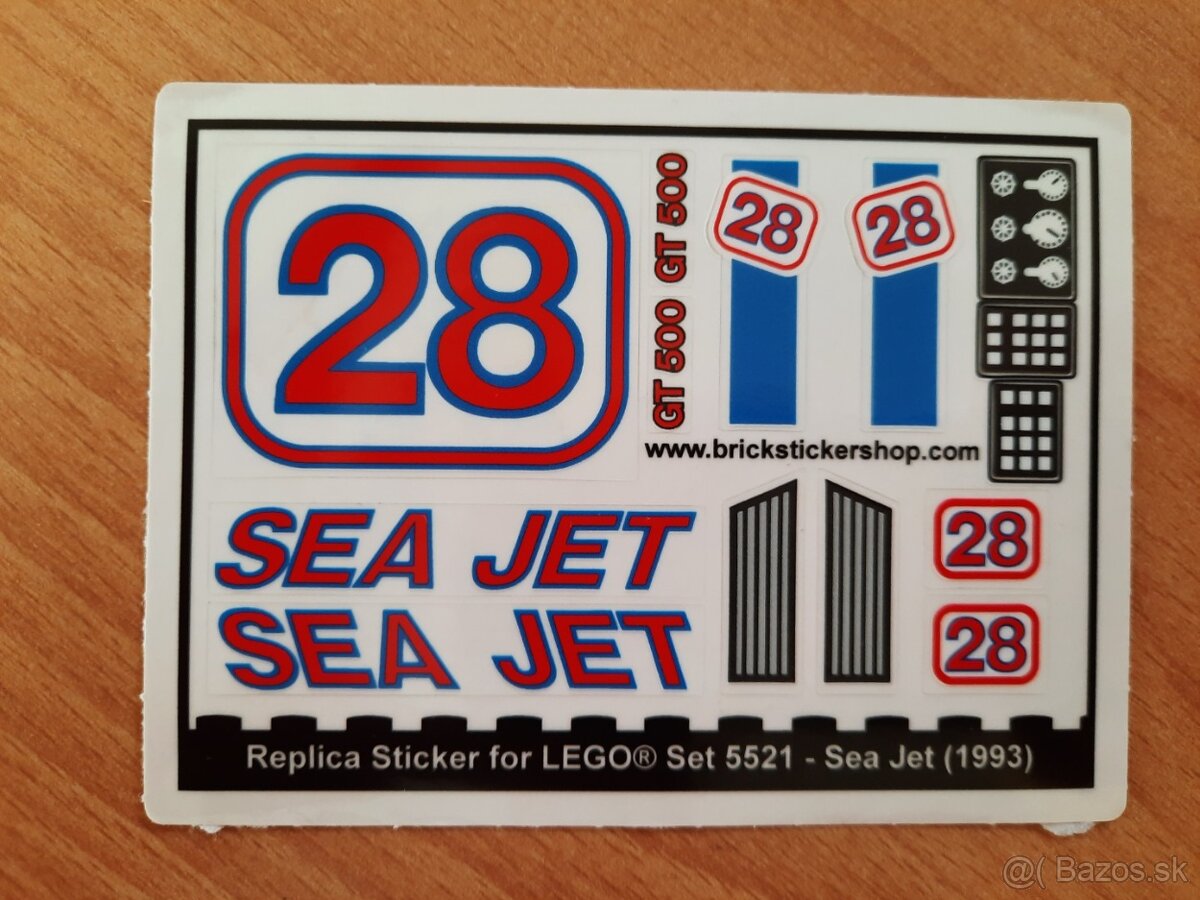 28
GT 500 GT 500
28
28
www.brickstickershop.com
SEA JET
28
SEA JET
28
Replica Sticker for LEGO® Set 5521 - Sea Jet (1993)
@( Bazos.sk